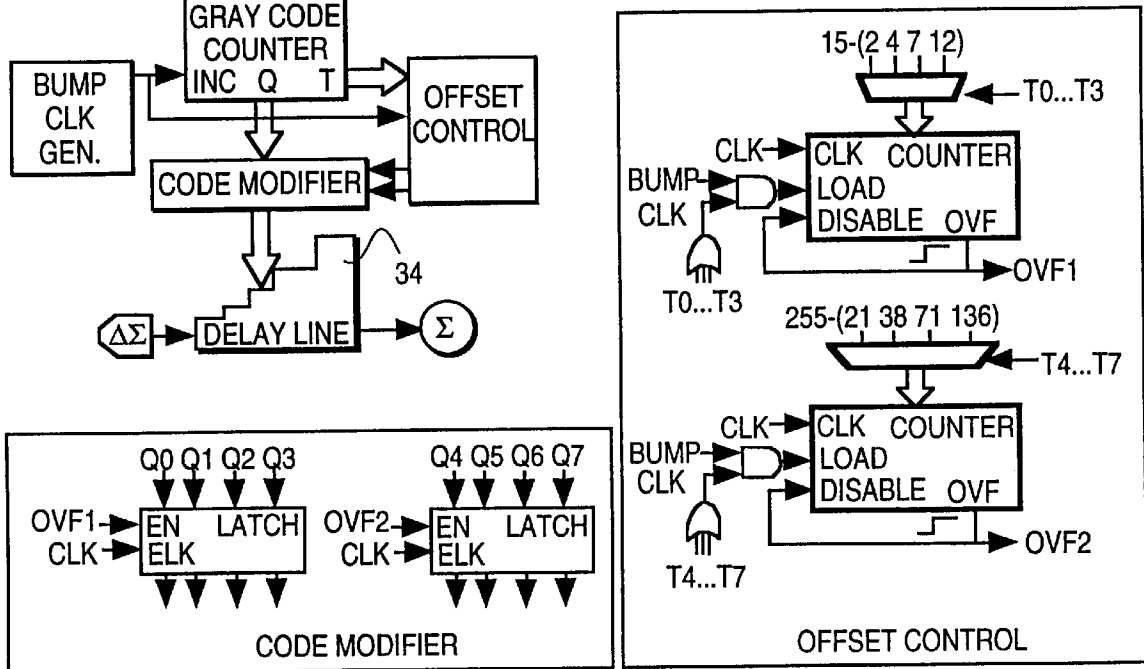 GRAY CODE
COUNTER
INC Q T
BUMP
CLK
GEN.
OFFSET
CONTROL
CODE MODIFIER
34
ΔΣ
DELAY LINE
Σ
Q0 Q1 Q2 Q3
OVF1
CLK
EN LATCH
ELK
Q4 Q5 Q6 Q7
OVF2
CLK
EN LATCH
ELK
CODE MODIFIER
15-(2 4 7 12)
T0...T3
CLK
CLK COUNTER
BUMP
CLK
LOAD
DISABLE OVF
T0...T3
OVF1
255-(21 38 71 136)
T4...T7
CLK
CLK COUNTER
BUMP
CLK
LOAD
DISABLE OVF
T4...T7
OVF2
OFFSET CONTROL